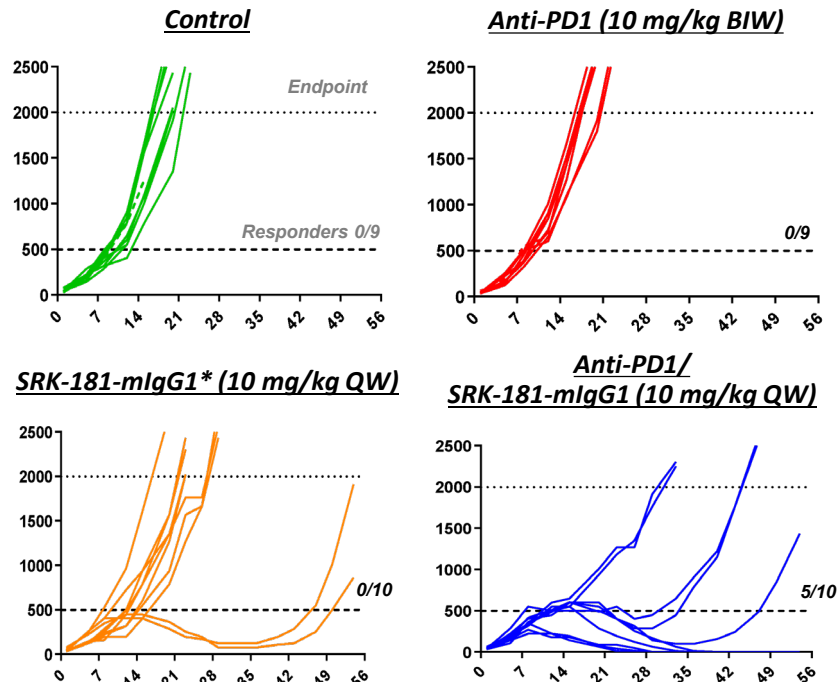 Control
2500
2000
1500
1000
500
0
Endpoint
Responders 0/9
0 7 14 21 28 35 42 49 56
Anti-PD1 (10 mg/kg BIW)
2500
2000
1500
1000
500
0
0/9
0 7 14 21 28 35 42 49 56
SRK-181-mIgG1* (10 mg/kg QW)
2500
2000
1500
1000
500
0
0/10
0 7 14 21 28 35 42 49 56
Anti-PD1/
SRK-181-mIgG1 (10 mg/kg QW)
2500
2000
1500
1000
500
0
5/10
0 7 14 21 28 35 42 49 56